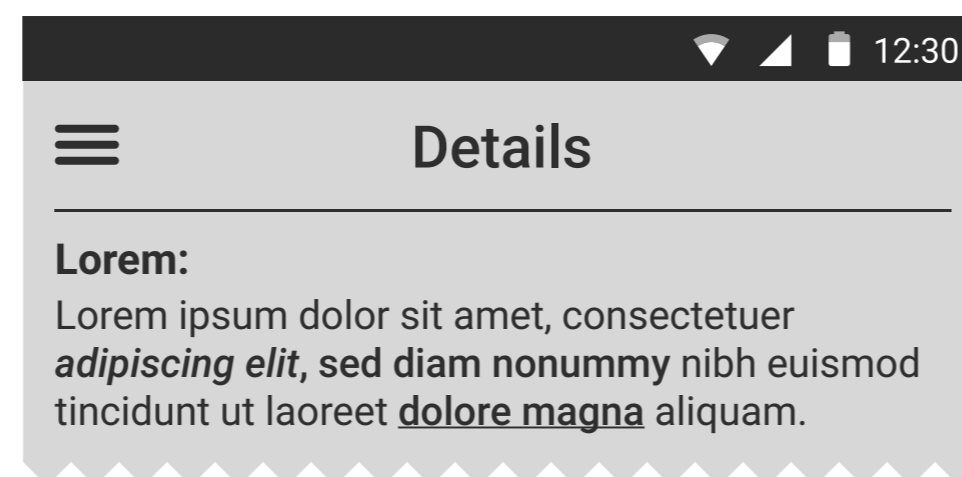 12:30
Details
Lorem:
Lorem ipsum dolor sit amet, consectetuer
adipiscing elit, sed diam nonummy nibh euismod
tincidunt ut laoreet dolore magna aliquam.